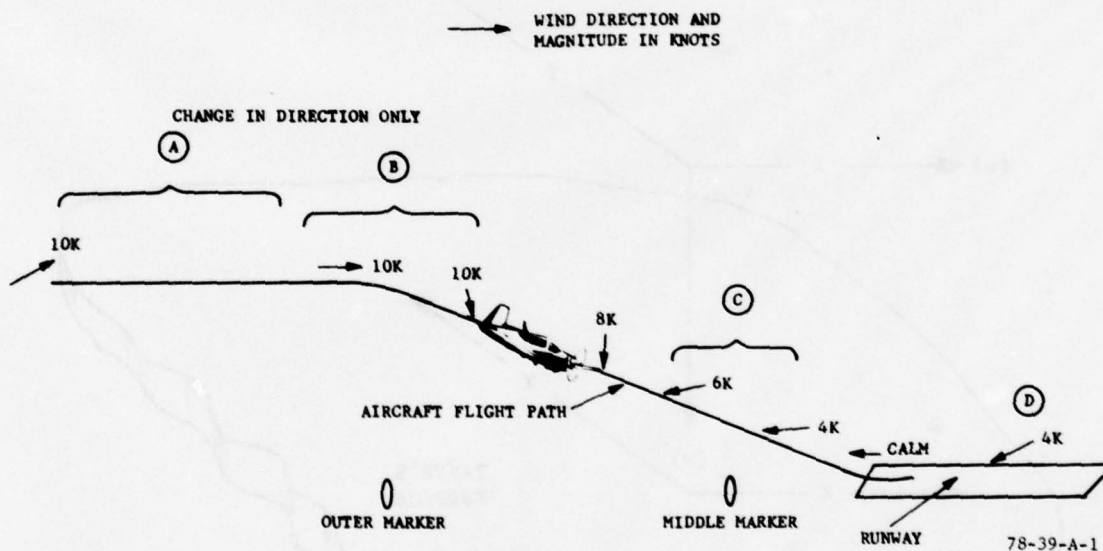 WIND DIRECTION AND
MAGNITUDE IN KNOTS
CHANGE IN DIRECTION ONLY
A
B
10K
10K
10K
8K
C
6K
AIRCRAFT FLIGHT PATH
4K
D
4K
CALM
OUTER MARKER
MIDDLE MARKER
RUNWAY
78-39-A-1